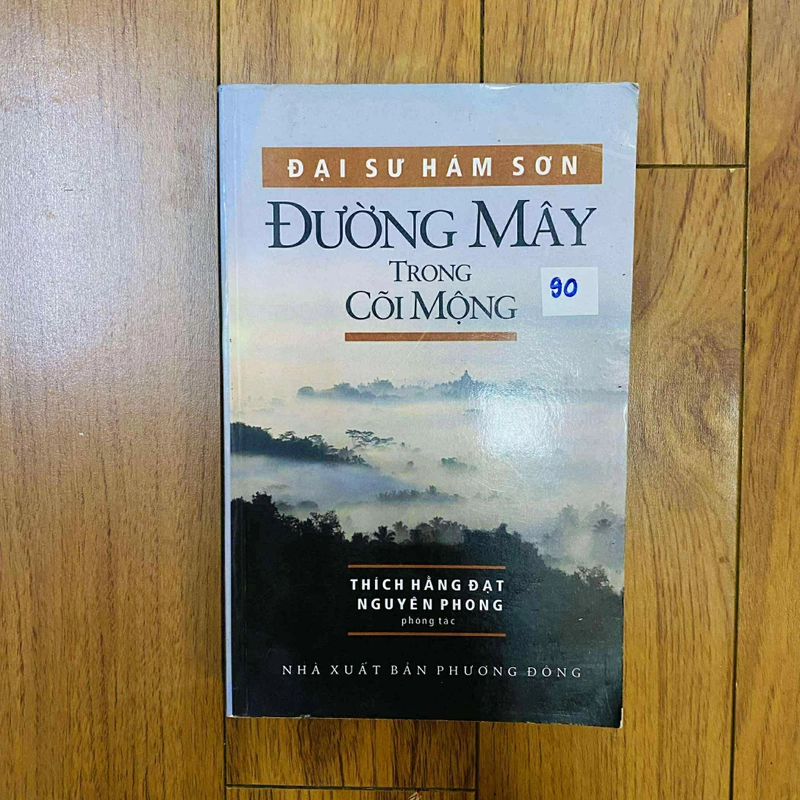 ĐẠI SƯ HÁM SƠN
ĐƯỜNG MÂY
TRONG
CÕI MỘNG
90
THÍCH HẰNG ĐẠT
NGUYÊN PHONG
phóng tác
NHÀ XUẤT BẢN PHƯƠNG ĐÔNG